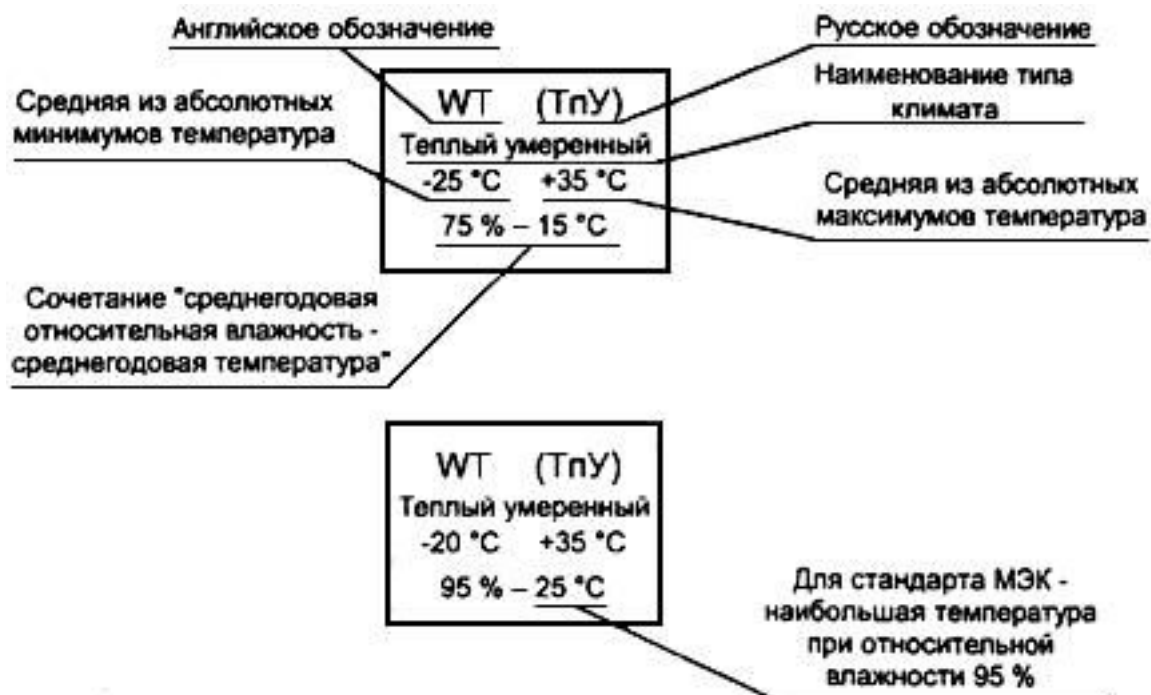 Английское обозначение
Русское обозначение
Наименование типа
климата
Средняя из абсолютных
минимумов температура
WT (ТпУ)
Теплый умеренный
-25 °C +35 °C
75 % – 15 °C
Средняя из абсолютных
максимумов температура
Сочетание "среднегодовая
относительная влажность -
среднегодовая температура"
WT (ТпУ)
Теплый умеренный
-20 °C +35 °C
95 % – 25 °C
Для стандарта МЭК -
наибольшая температура
при относительной
влажности 95 %